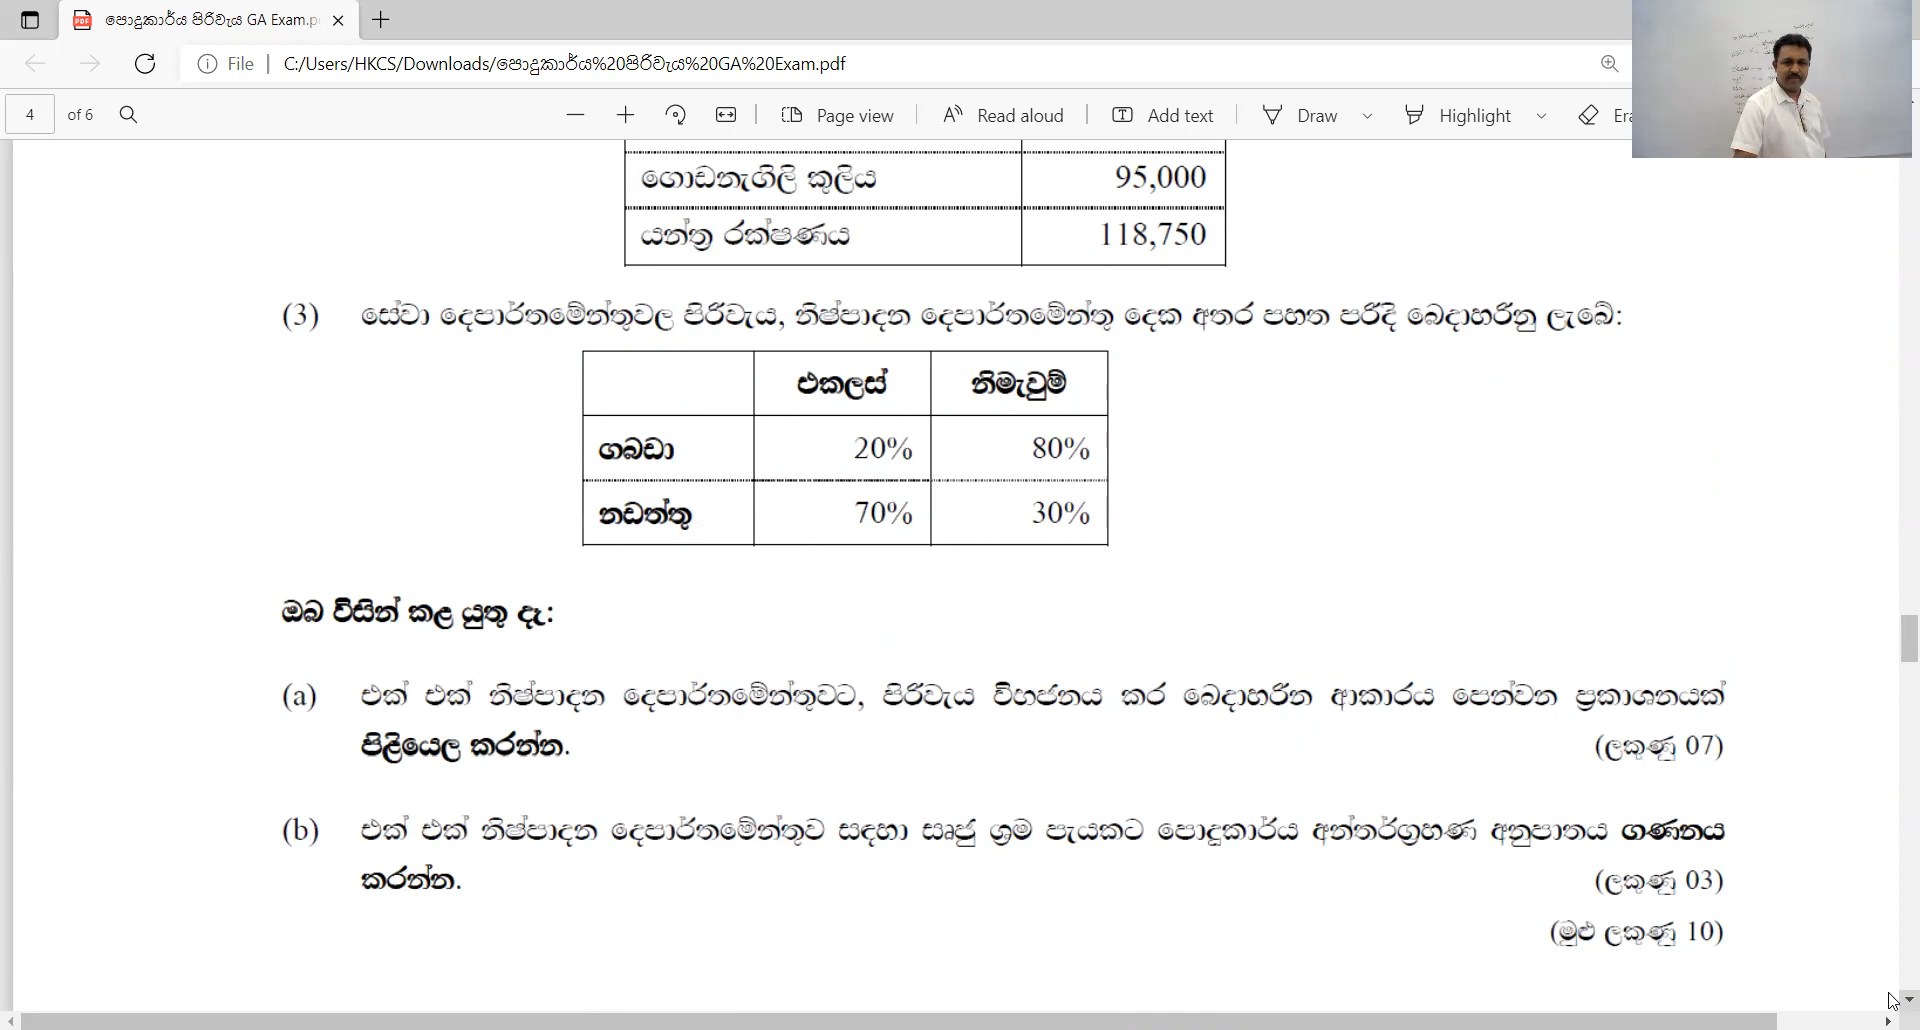 පොදුකාර්ය පිරිවැය GA Exam.p
File
C:/Users/HKCS/Downloads/පොදුකාර්ය%20පිරිවැය%20GA%20Exam.pdf
4 of 6
Page view
Read aloud
Add text
Draw
Highlight
Era
ගොඩනැගිලි කුලිය 95,000
යන්ත්‍ර රක්ෂණය 118,750
(3) සේවා දෙපාර්තමේන්තුවල පිරිවැය, නිෂ්පාදන දෙපාර්තමේන්තු දෙක අතර පහත පරිදි බෙදාහරිනු ලැබේ:
එකලස් නිමැවුම්
ගබඩා 20% 80%
නඩත්තු 70% 30%
ඔබ විසින් කළ යුතු දෑ:
(a) එක් එක් නිෂ්පාදන දෙපාර්තමේන්තුවට, පිරිවැය විභජනය කර බෙදාහරින ආකාරය පෙන්වන ප්‍රකාශනයක්
පිළියෙල කරන්න. (ලකුණු 07)
(b) එක් එක් නිෂ්පාදන දෙපාර්තමේන්තුව සඳහා සෘජු ශ්‍රම පැයකට පොදුකාර්ය අන්තර්ග්‍රහණ අනුපාතය ගණනය
කරන්න. (ලකුණු 03)
(මුළු ලකුණු 10)